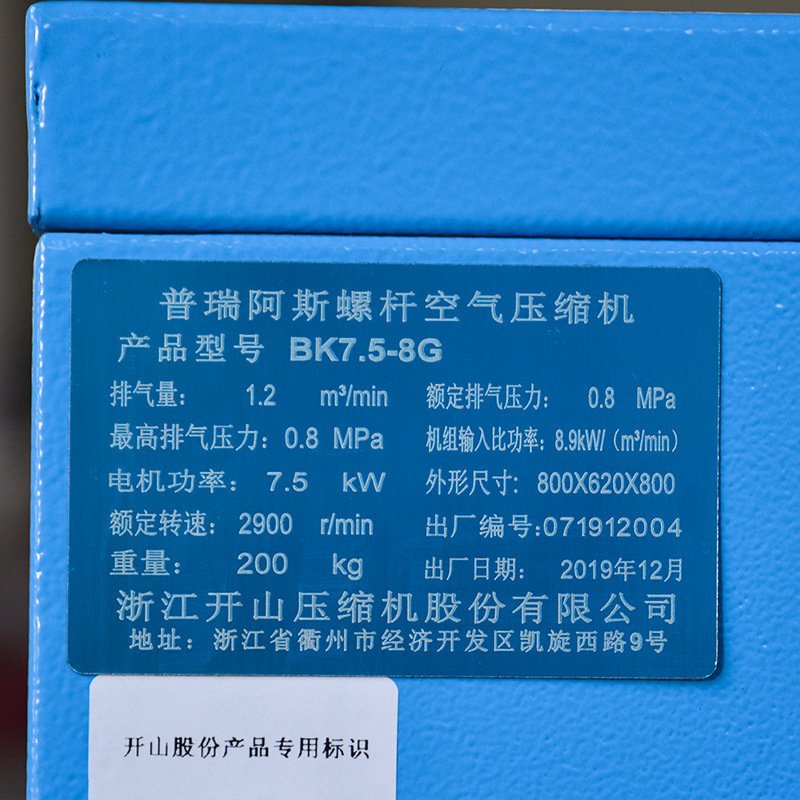 普瑞阿斯螺杆空气压缩机
产品型号 BK7.5-8G
排气量： 1.2 m³/min 额定排气压力： 0.8 MPa
最高排气压力：0.8 MPa 机组输入比功率：8.9kW/（m³/min）
电机功率： 7.5 kW 外形尺寸：800X620X800
额定转速：2900 r/min 出厂编号:071912004
重量： 200 kg 出厂日期： 2019年12月
浙江开山压缩机股份有限公司
地址：浙江省衢州市经济开发区凯旋西路9号
开山股份产品专用标识